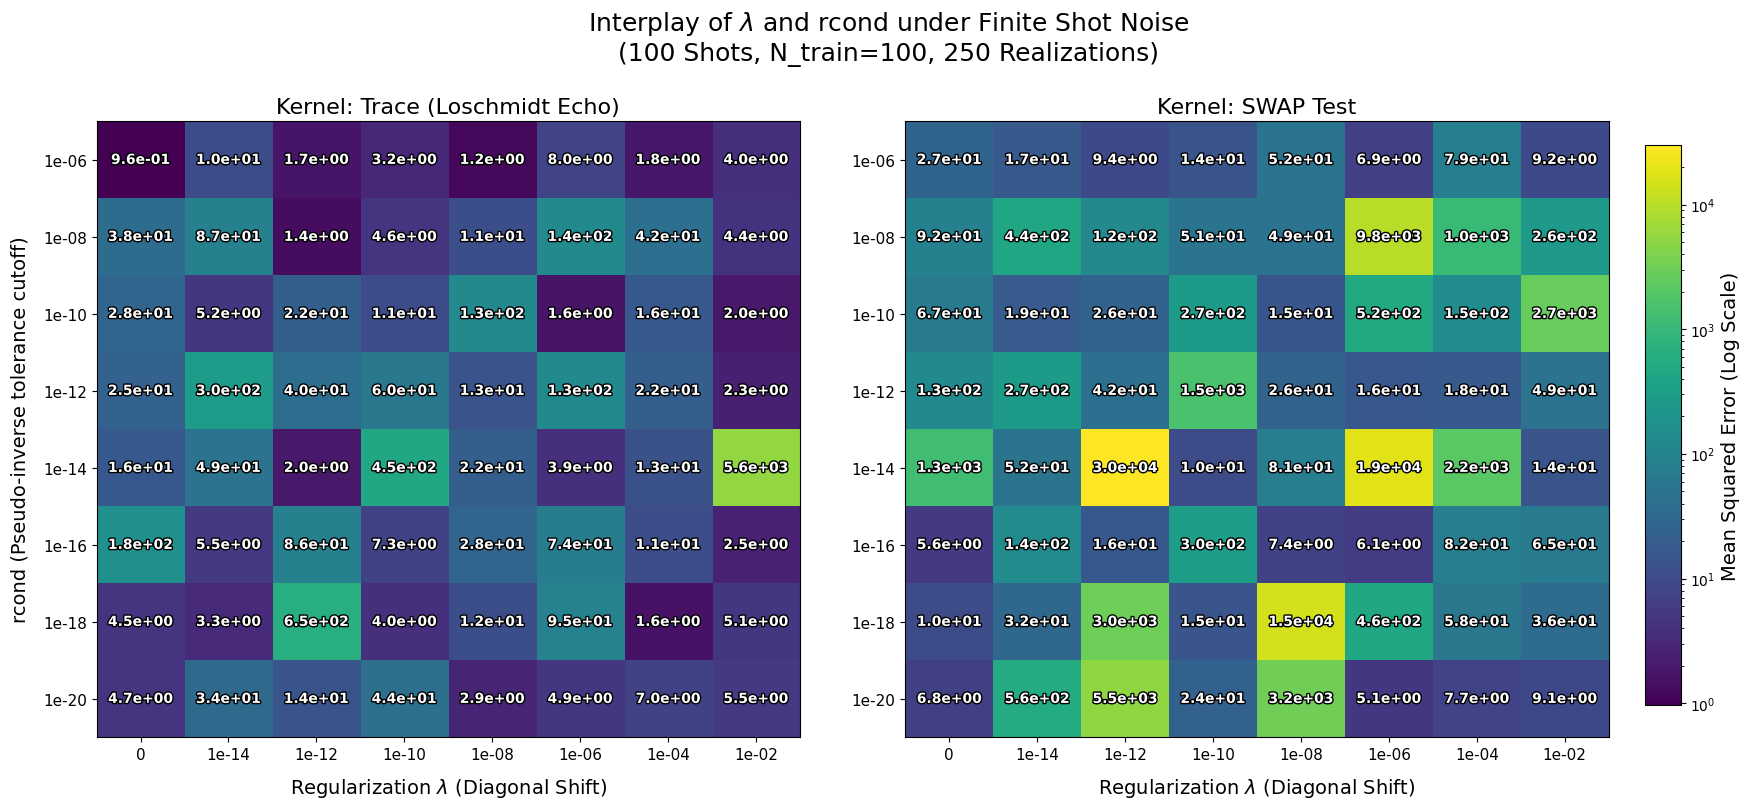 Interplay of λ and rcond under Finite Shot Noise
(100 Shots, N_train=100, 250 Realizations)
Kernel: Trace (Loschmidt Echo)
rcond (Pseudo-inverse tolerance cutoff)
1e-06 9.6e-01 1.0e+01 1.7e+00 3.2e+00 1.2e+00 8.0e+00 1.8e+00 4.0e+00
1e-08 3.8e+01 8.7e+01 1.4e+00 4.6e+00 1.1e+01 1.4e+02 4.2e+01 4.4e+00
1e-10 2.8e+01 5.2e+00 2.2e+01 1.1e+01 1.3e+02 1.6e+00 1.6e+01 2.0e+00
1e-12 2.5e+01 3.0e+02 4.0e+01 6.0e+01 1.3e+01 1.3e+02 2.2e+01 2.3e+00
1e-14 1.6e+01 4.9e+01 2.0e+00 4.5e+02 2.2e+01 3.9e+00 1.3e+01 5.6e+03
1e-16 1.8e+02 5.5e+00 8.6e+01 7.3e+00 2.8e+01 7.4e+01 1.1e+01 2.5e+00
1e-18 4.5e+00 3.3e+00 6.5e+02 4.0e+00 1.2e+01 9.5e+01 1.6e+00 5.1e+00
1e-20 4.7e+00 3.4e+01 1.4e+01 4.4e+01 2.9e+00 4.9e+00 7.0e+00 5.5e+00
0 1e-14 1e-12 1e-10 1e-08 1e-06 1e-04 1e-02
Regularization λ (Diagonal Shift)
Kernel: SWAP Test
1e-06 2.7e+01 1.7e+01 9.4e+00 1.4e+01 5.2e+01 6.9e+00 7.9e+01 9.2e+00
1e-08 9.2e+01 4.4e+02 1.2e+02 5.1e+01 4.9e+01 9.8e+03 1.0e+03 2.6e+02
1e-10 6.7e+01 1.9e+01 2.6e+01 2.7e+02 1.5e+01 5.2e+02 1.5e+02 2.7e+03
1e-12 1.3e+02 2.7e+02 4.2e+01 1.5e+03 2.6e+01 1.6e+01 1.8e+01 4.9e+01
1e-14 1.3e+03 5.2e+01 3.0e+04 1.0e+01 8.1e+01 1.9e+04 2.2e+03 1.4e+01
1e-16 5.6e+00 1.4e+02 1.6e+01 3.0e+02 7.4e+00 6.1e+00 8.2e+01 6.5e+01
1e-18 1.0e+01 3.2e+01 3.0e+03 1.5e+01 1.5e+04 4.6e+02 5.8e+01 3.6e+01
1e-20 6.8e+00 5.6e+02 5.5e+03 2.4e+01 3.2e+03 5.1e+00 7.7e+00 9.1e+00
0 1e-14 1e-12 1e-10 1e-08 1e-06 1e-04 1e-02
Regularization λ (Diagonal Shift)
10⁴
10³
10²
10¹
10⁰
Mean Squared Error (Log Scale)